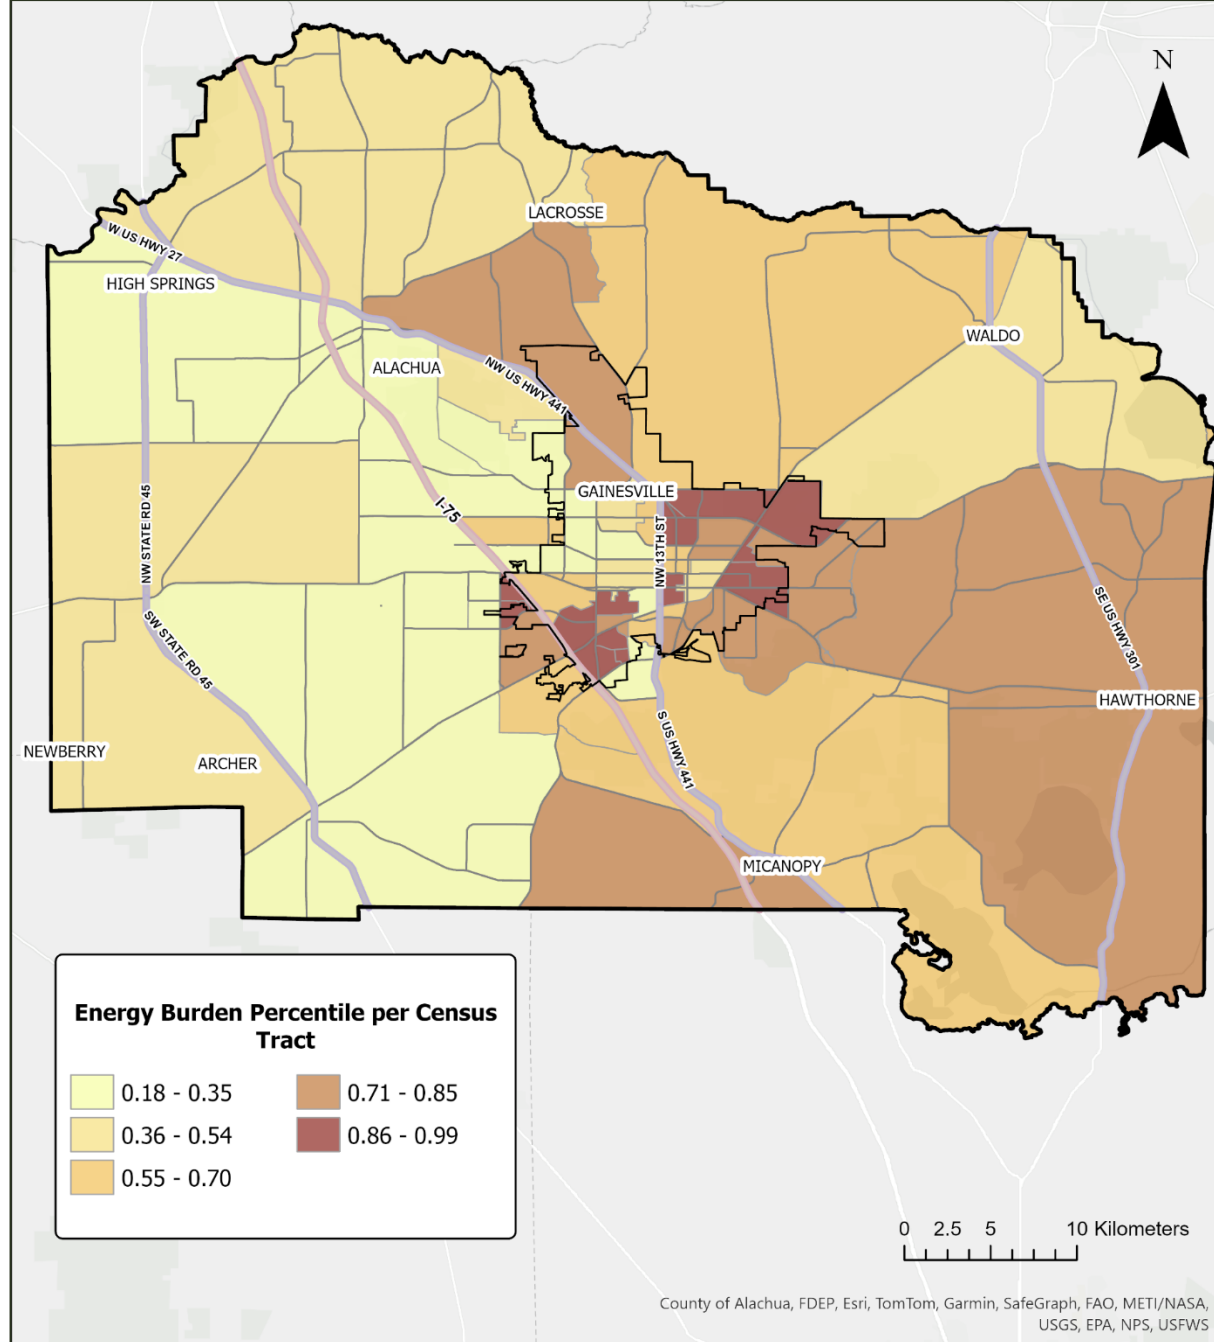 N
LACROSSE
W US HWY 27
HIGH SPRINGS
WALDO
ALACHUA
NW US HWY 441
GAINESVILLE
I-75
NW STATE RD 45
NW 13TH ST
SW STATE RD 45
SE US HWY 301
HAWTHORNE
S US HWY 441
NEWBERRY
ARCHER
MICANOPY
Energy Burden Percentile per Census
Tract
0.18 - 0.35
0.36 - 0.54
0.55 - 0.70
0.71 - 0.85
0.86 - 0.99
0 2.5 5 10 Kilometers
County of Alachua, FDEP, Esri, TomTom, Garmin, SafeGraph, FAO, METI/NASA,
USGS, EPA, NPS, USFWS